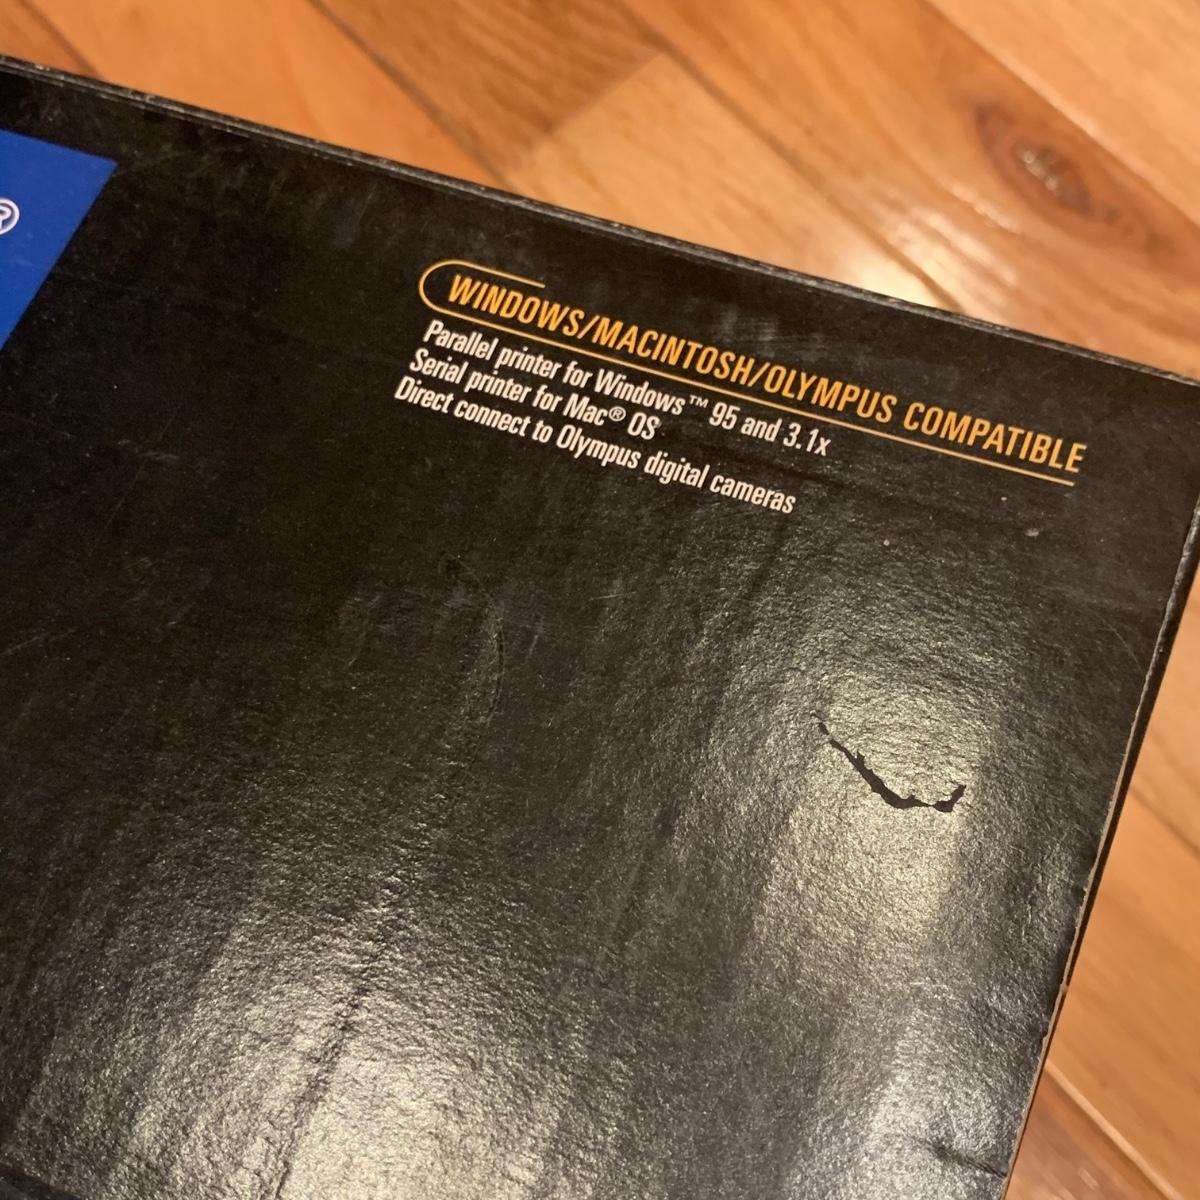 ®
WINDOWS/MACINTOSH/OLYMPUS COMPATIBLE
Parallel printer for Windows™ 95 and 3.1x
Serial printer for Mac® OS
Direct connect to Olympus digital cameras